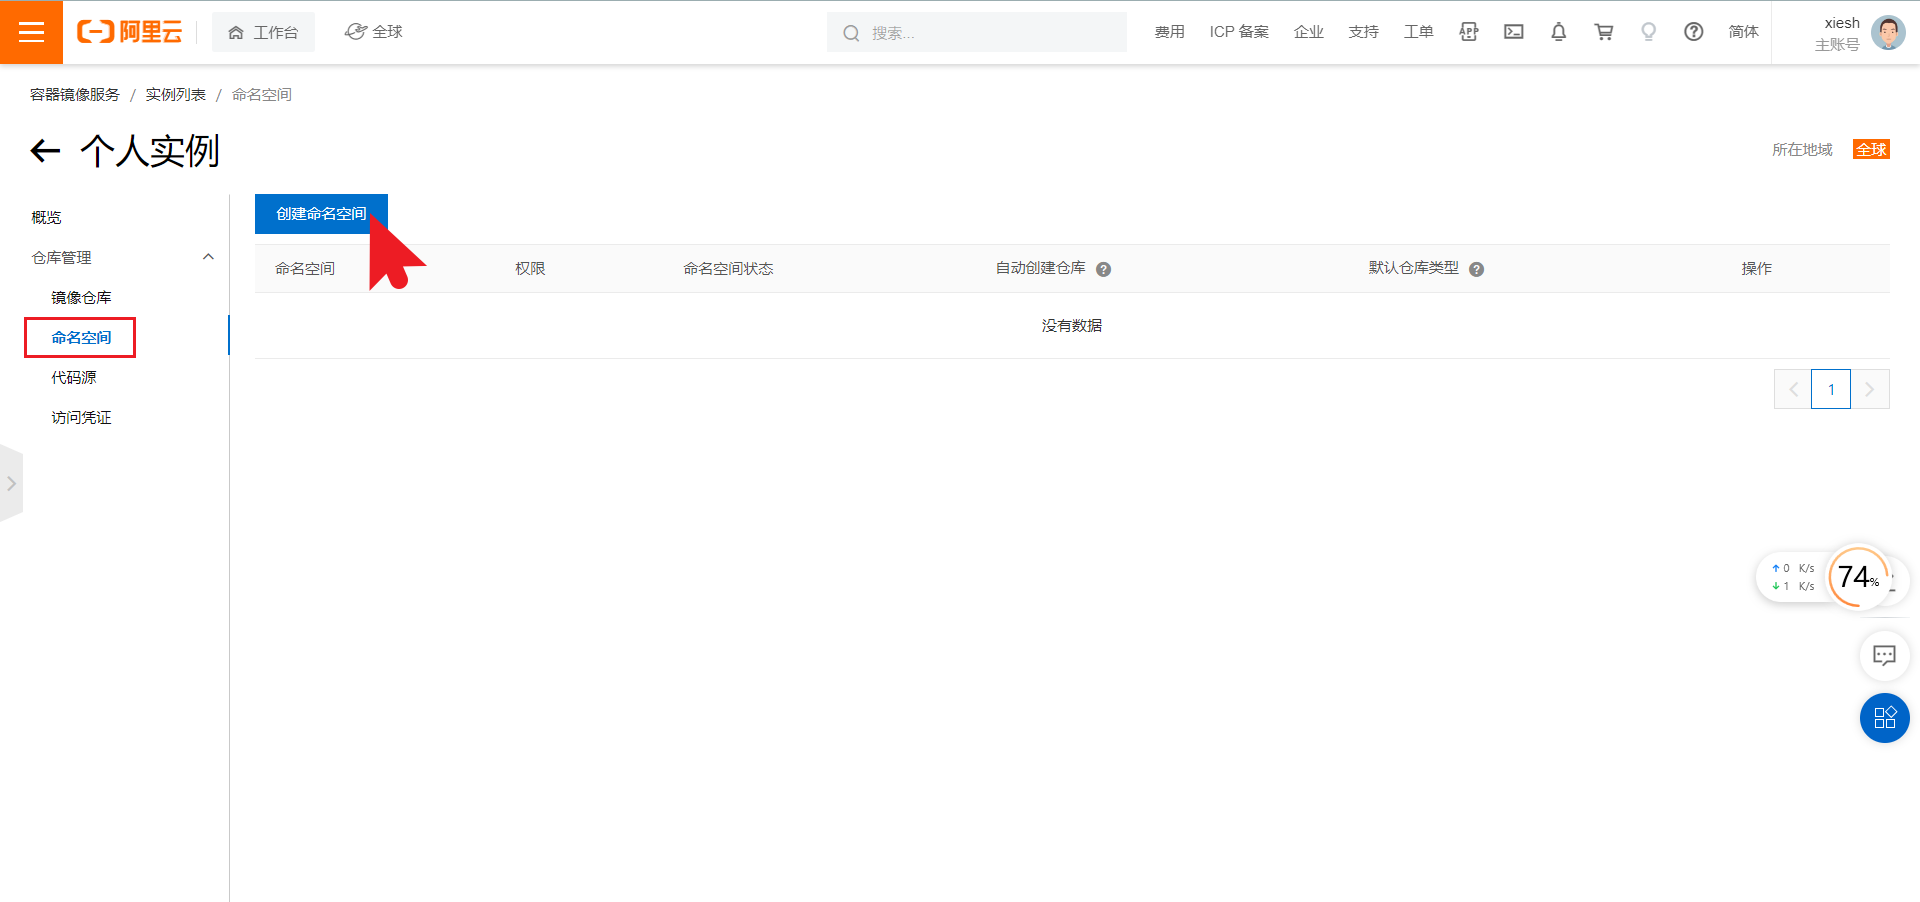 阿里云 工作台 全球 搜索... 费用 ICP 备案 企业 支持 工单 APP 简体 xiesh
主账号
容器镜像服务 / 实例列表 / 命名空间
个人实例
所在地域 全球
概览
仓库管理
镜像仓库
命名空间
代码源
访问凭证
创建命名空间
命名空间 权限 命名空间状态 自动创建仓库 ? 默认仓库类型 ? 操作
没有数据
1
0 K/s
1 K/s
74%